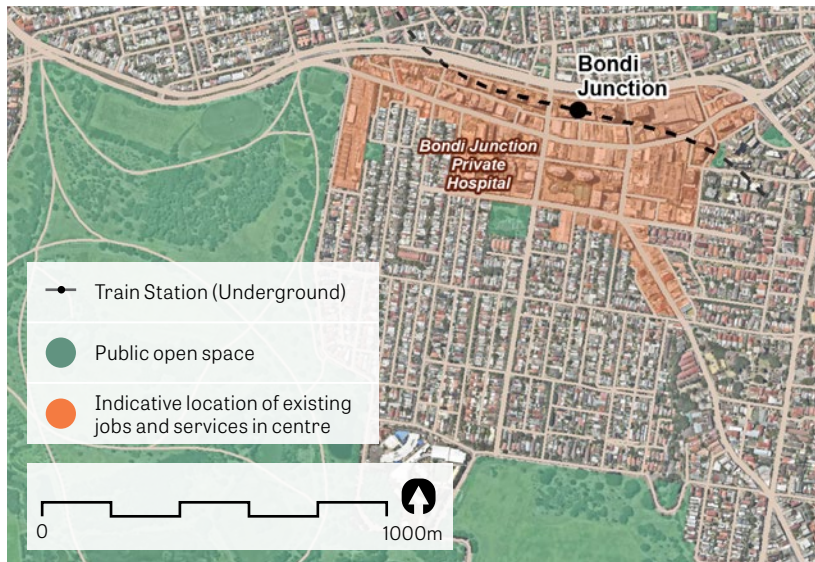 Bondi
Junction
Bondi Junction
Private
Hospital
Train Station (Underground)
Public open space
Indicative location of existing
jobs and services in centre
0
1000m